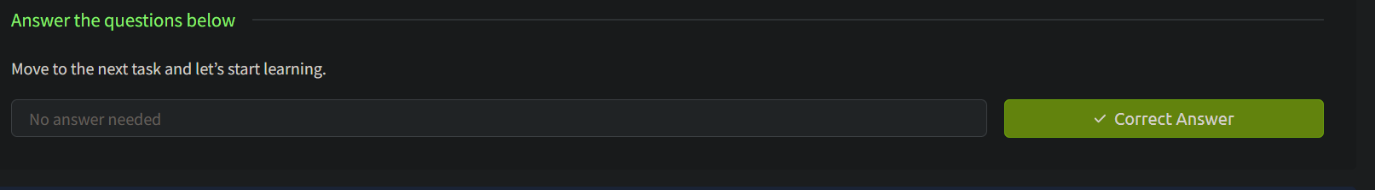 Answer the questions below
Move to the next task and let's start learning.
No answer needed
✓ Correct Answer